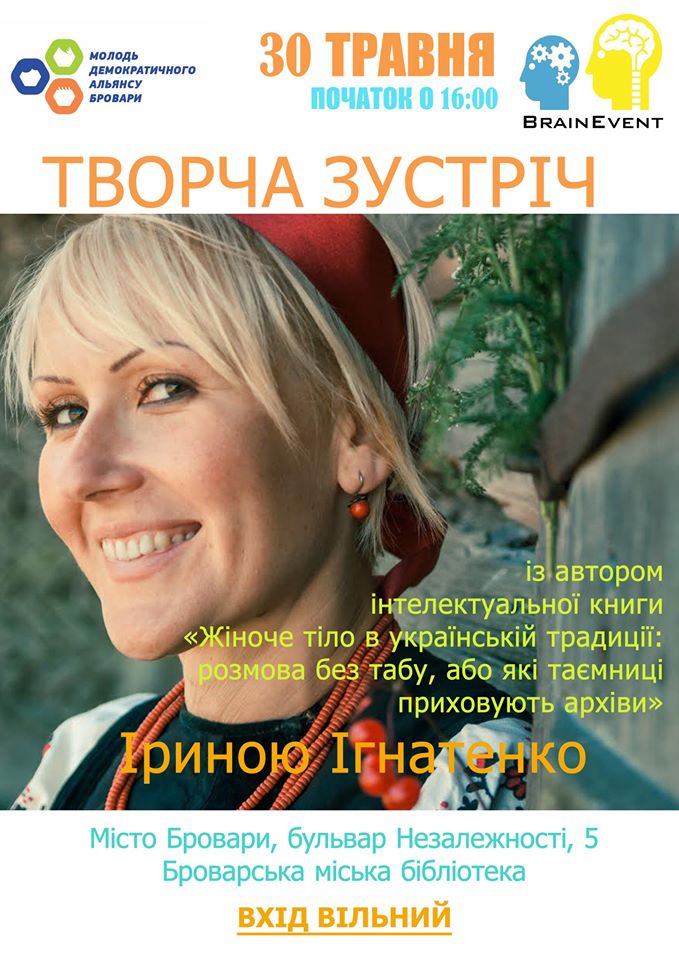 МОЛОДЬ
ДЕМОКРАТИЧНОГО
АЛЬЯНСУ
БРОВАРИ
30 ТРАВНЯ
ПОЧАТОК О 16:00
BRAINEVENT
ТВОРЧА ЗУСТРІЧ
із автором
інтелектуальної книги
«Жіноче тіло в українській традиції:
розмова без табу, або які таємниці
приховують архіви»
Іриною Ігнатенко
Місто Бровари, бульвар Незалежності, 5
Броварська міська бібліотека
ВХІД ВІЛЬНИЙ